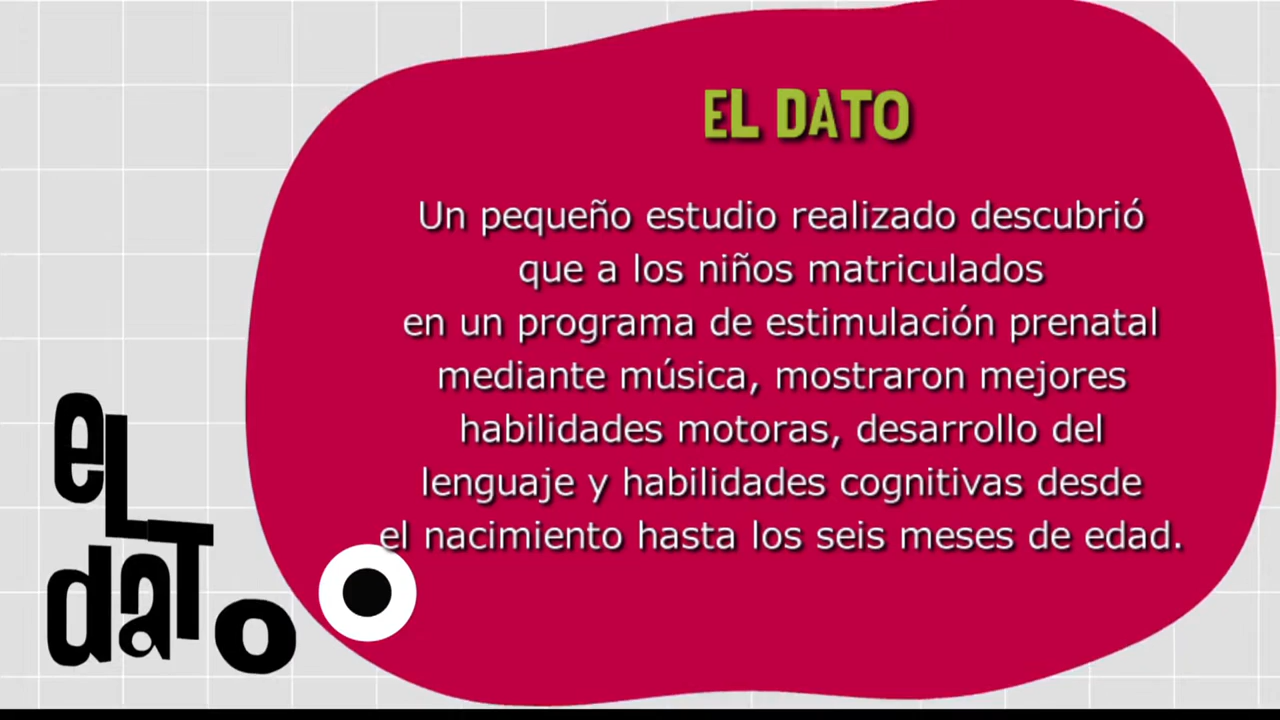 EL DATO
Un pequeño estudio realizado descubrió
que a los niños matriculados
en un programa de estimulación prenatal
mediante música, mostraron mejores
habilidades motoras, desarrollo del
lenguaje y habilidades cognitivas desde
el nacimiento hasta los seis meses de edad.
eL
daTo